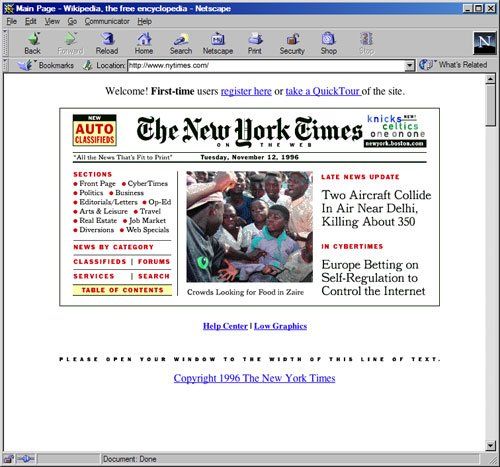 Main Page - Wikipedia, the free encyclopedia - Netscape
File Edit View Go Communicator Help
Back Forward Reload Home Search Netscape Print Security Shop Stop
N
Bookmarks Location: http://www.nytimes.com/ What's Related
Welcome! First-time users register here or take a QuickTour of the site.
NEW
AUTO
CLASSIFIEDS
The New York Times
ON THE WEB
knicks NEW!
celtics
one on one
newyork.boston.com
"All the News That's Fit to Print"
Tuesday, November 12, 1996
SECTIONS
Front Page CyberTimes
Politics Business
Editorials/Letters Op-Ed
Arts & Leisure Travel
Real Estate Job Market
Diversions Web Specials
NEWS BY CATEGORY
CLASSIFIEDS | FORUMS
SERVICES | SEARCH
TABLE OF CONTENTS
Crowds Looking for Food in Zaire
LATE NEWS UPDATE
Two Aircraft Collide
In Air Near Delhi,
Killing About 350
IN CYBERTIMES
Europe Betting on
Self-Regulation to
Control the Internet
Help Center | Low Graphics
PLEASE OPEN YOUR WINDOW TO THE WIDTH OF THIS LINE OF TEXT.
Copyright 1996 The New York Times
Document: Done